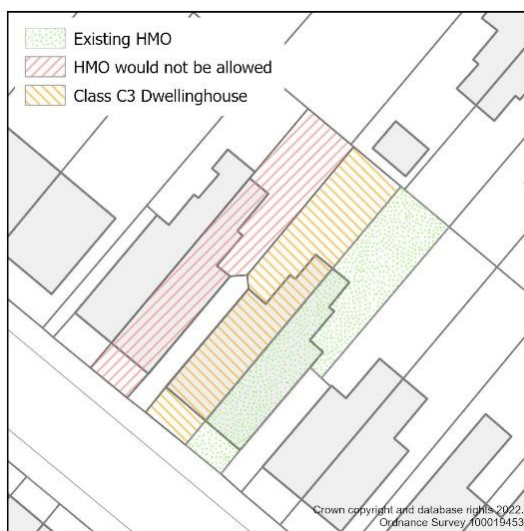 Existing HMO
HMO would not be allowed
Class C3 Dwellinghouse
Crown copyright and database rights 2022.
Ordnance Survey 100019453